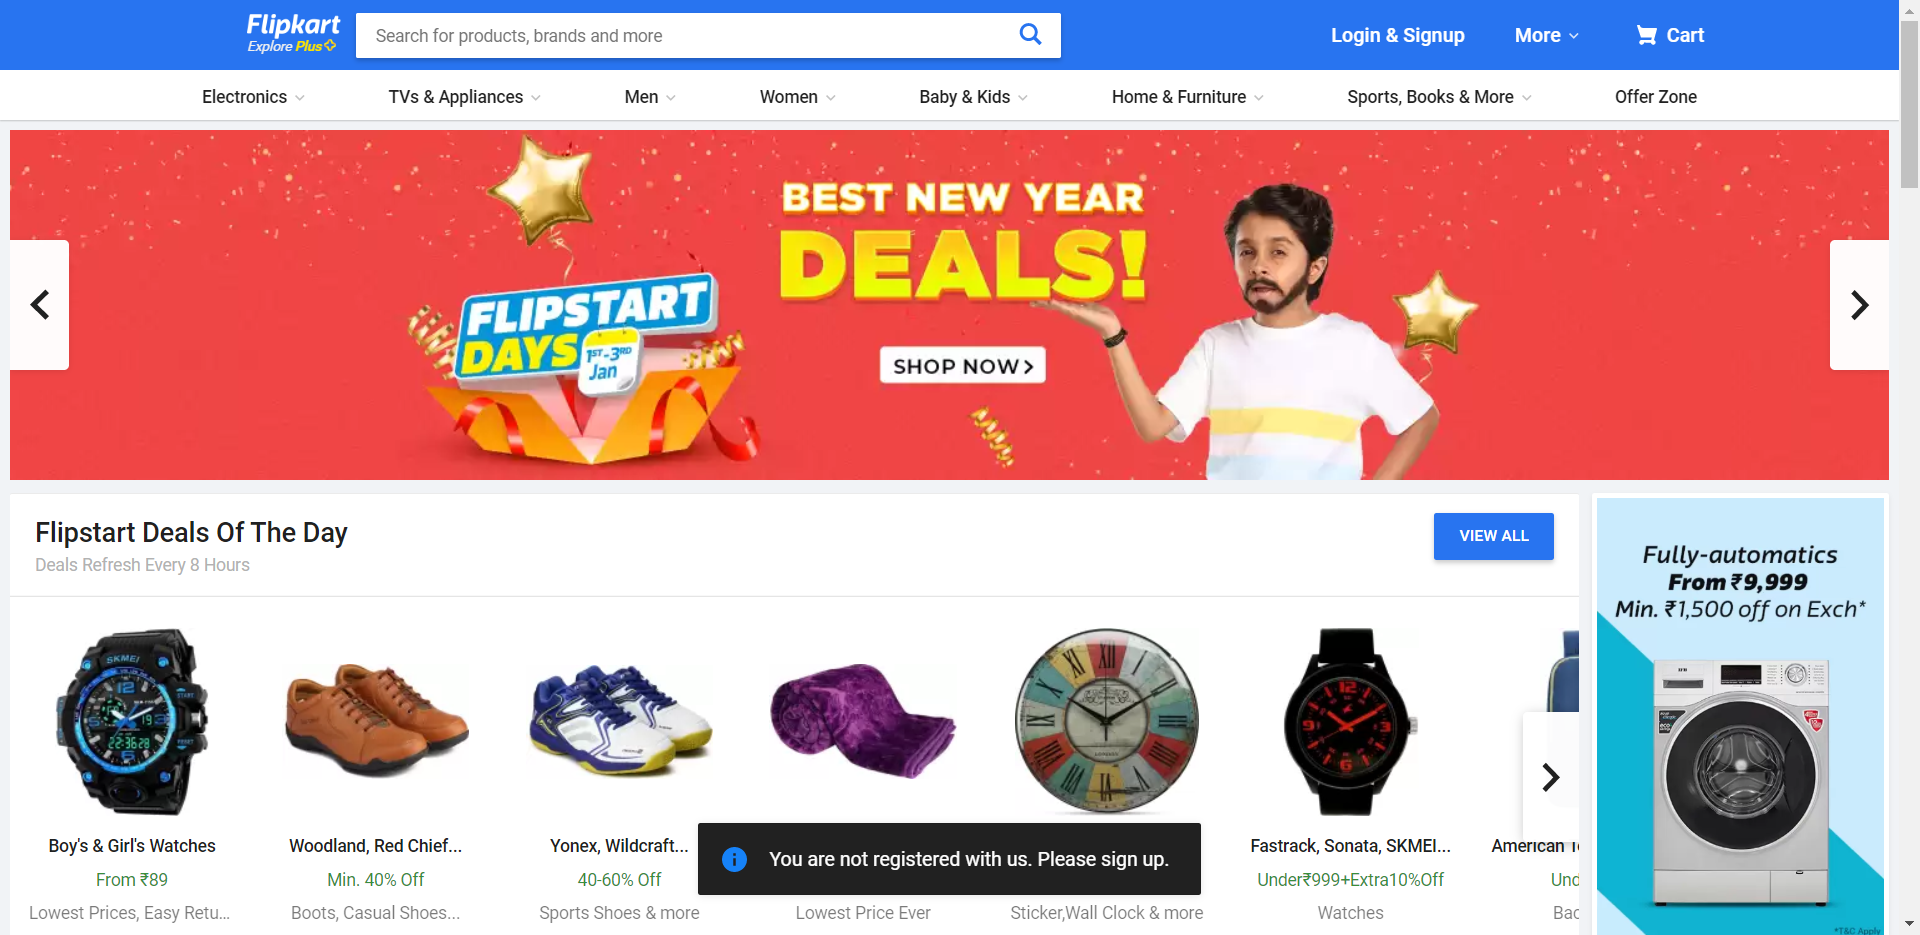 Flipkart
Explore Plus
Search for products, brands and more
Login & Signup
More
Cart
Electronics
TVs & Appliances
Men
Women
Baby & Kids
Home & Furniture
Sports, Books & More
Offer Zone
BEST NEW YEAR
DEALS!
FLIPSTART
DAYS
1ST-3RD
Jan
SHOP NOW
Flipstart Deals Of The Day
Deals Refresh Every 8 Hours
VIEW ALL
Fully-automatics
From ₹9,999
Min. ₹1,500 off on Exch*
SKMEI
Boy's & Girl's Watches
From ₹89
Lowest Prices, Easy Retu...
Woodland, Red Chief...
Min. 40% Off
Boots, Casual Shoes...
Yonex, Wildcraft...
40-60% Off
Sports Shoes & more
Lowest Price Ever
Sticker,Wall Clock & more
Fastrack, Sonata, SKMEI...
Under₹999+Extra10%Off
Watches
American
Und
Bac
You are not registered with us. Please sign up.
*T&C Apply